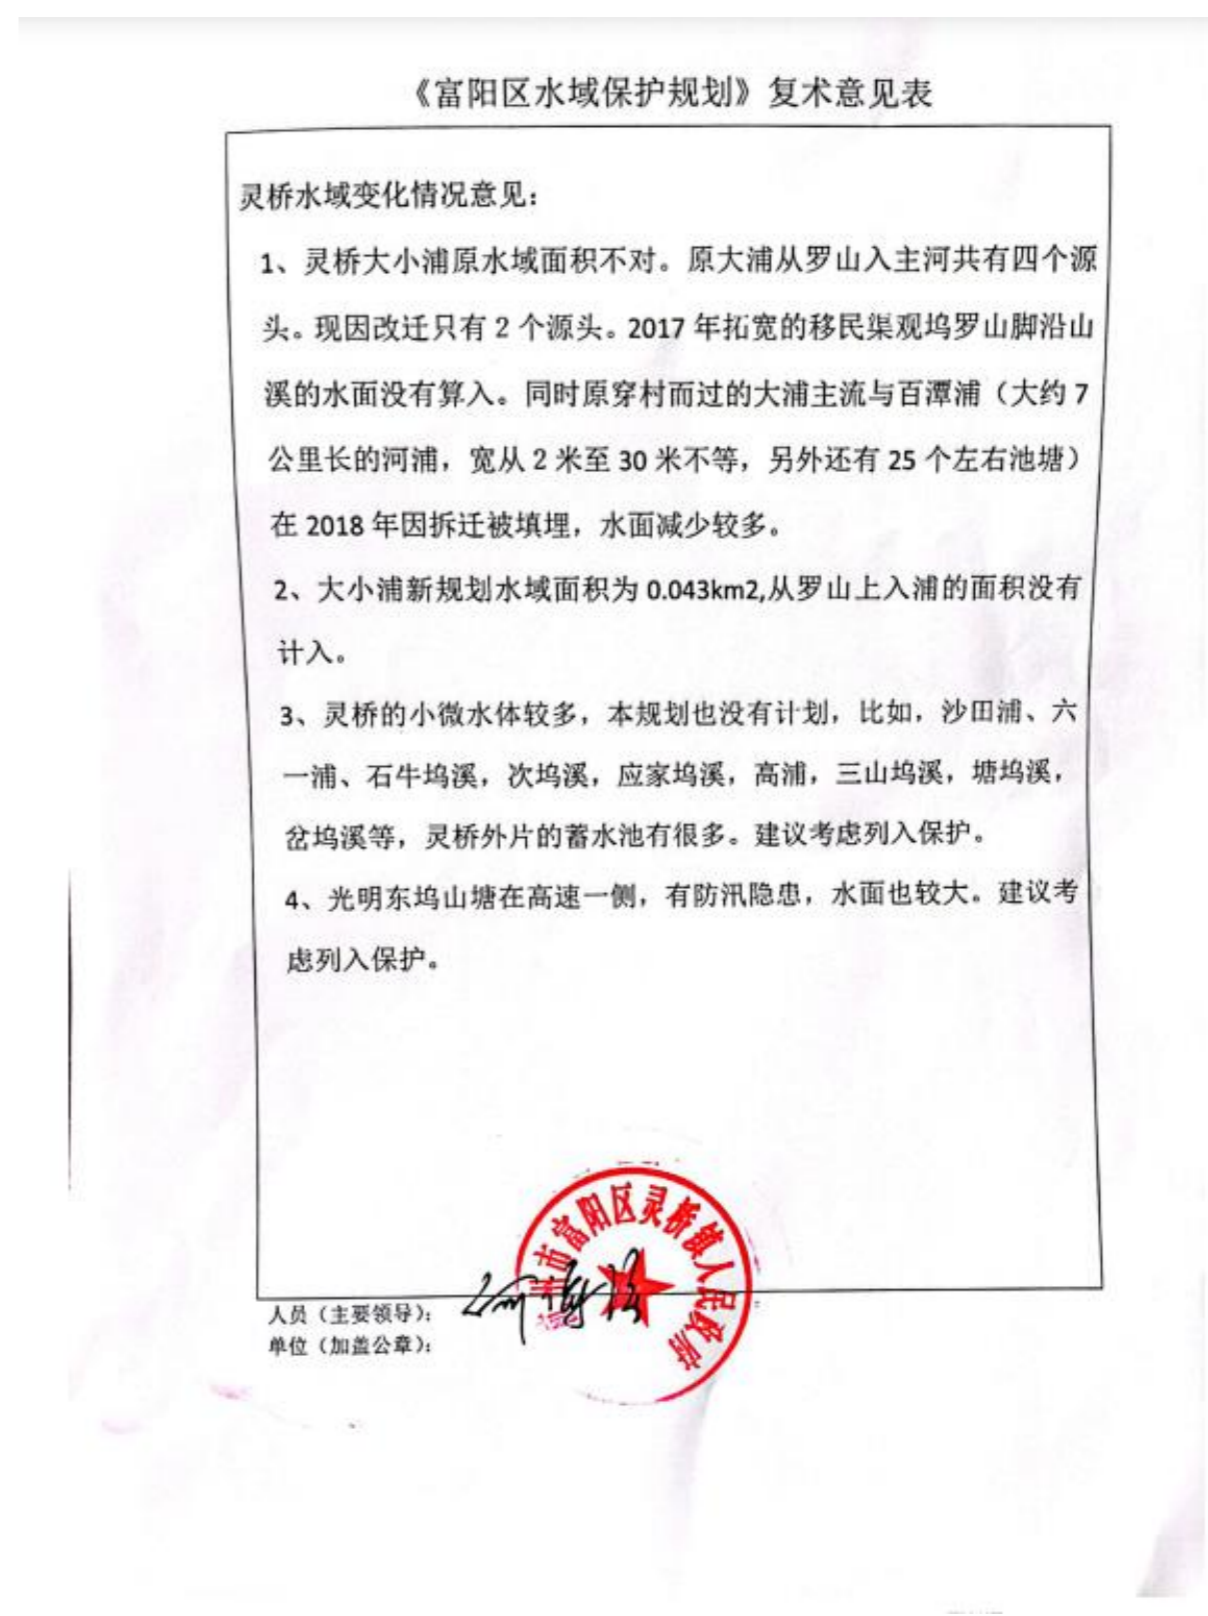 《富阳区水域保护规划》复术意见表
灵桥水域变化情况意见：
1、灵桥大小浦原水域面积不对。原大浦从罗山入主河共有四个源
头。现因改迁只有 2 个源头。2017 年拓宽的移民渠观坞罗山脚沿山
溪的水面没有算入。同时原穿村而过的大浦主流与百潭浦（大约 7
公里长的河浦，宽从 2 米至 30 米不等，另外还有 25 个左右池塘）
在 2018 年因拆迁被填埋，水面减少较多。
2、大小浦新规划水域面积为 0.043km2,从罗山上入浦的面积没有
计入。
3、灵桥的小微水体较多，本规划也没有计划，比如，沙田浦、六
一浦、石牛坞溪，次坞溪，应家坞溪，高浦，三山坞溪，塘坞溪，
岔坞溪等，灵桥外片的蓄水池有很多。建议考虑列入保护。
4、光明东坞山塘在高速一侧，有防汛隐患，水面也较大。建议考
虑列入保护。
州市富阳区灵桥镇人民政府
人员（主要领导）：
单位（加盖公章）：